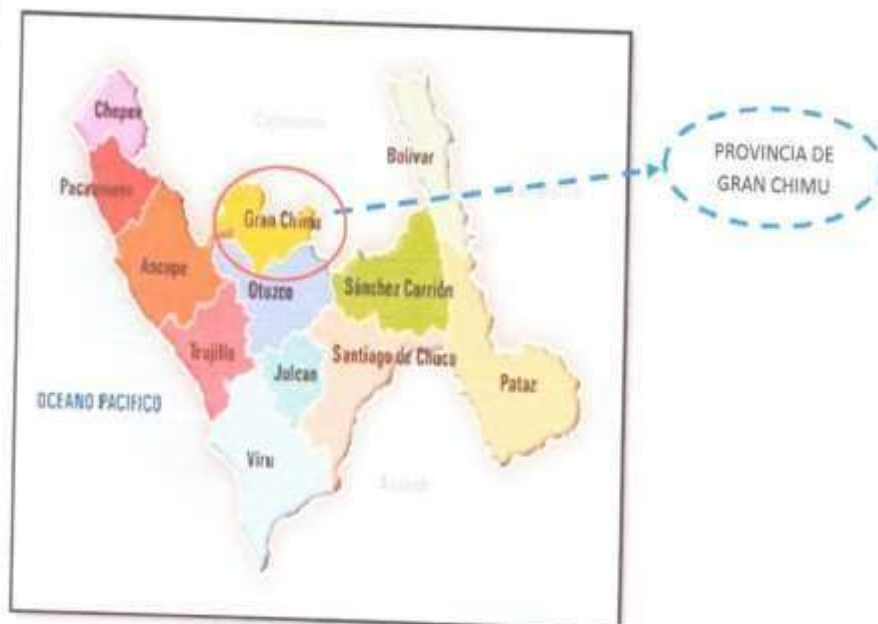 Chepen
Cajamarca
Bolivar
PROVINCIA DE
GRAN CHIMU
Pacasmayo
Gran Chimu
Ascope
Otuzco
Sánchez Carrión
Trujillo
Santiago de Chuco
Julcan
Pataz
OCEANO PACIFICO
Viru